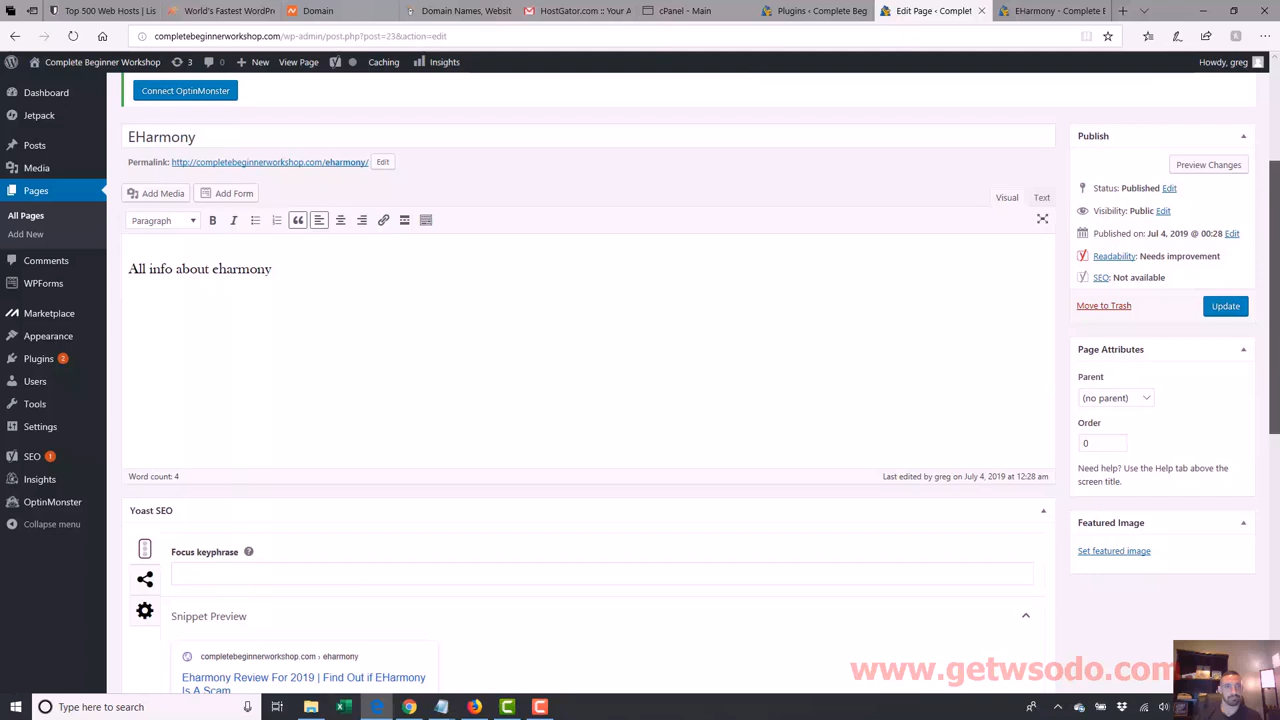 Top 500 Web Hosts
Fastest Beginner Pro
Domain
Domain Names, Websit
HostGator.com :: Your A
cPanel - Main
Plugins ‹ Complete Beg
Edit Page ‹ Complet
EHarmony - Complete B
completebeginnerworkshop.com/wp-admin/post.php?post=23&action=edit
Complete Beginner Workshop
3
0
New
View Page
Caching
Insights
Howdy, greg
Dashboard
Jetpack
Posts
Media
Pages
All Pages
Add New
Comments
WPForms
Marketplace
Appearance
Plugins 2
Users
Tools
Settings
SEO 1
Insights
OptinMonster
Collapse menu
Connect OptinMonster
EHarmony
Permalink: http://completebeginnerworkshop.com/eharmony/ Edit
Add Media
Add Form
Visual
Text
Paragraph
B I
All info about eharmony
Word count: 4
Last edited by greg on July 4, 2019 at 12:28 am
Yoast SEO
Focus keyphrase
Snippet Preview
completebeginnerworkshop.com › eharmony
Eharmony Review For 2019 | Find Out if EHarmony
Is A Scam
Publish
Preview Changes
Status: Published Edit
Visibility: Public Edit
Published on: Jul 4, 2019 @ 00:28 Edit
Readability: Needs improvement
SEO: Not available
Move to Trash
Update
Page Attributes
Parent
(no parent)
Order
0
Need help? Use the Help tab above the
screen title.
Featured Image
Set featured image
www.getwsodo.com
Type here to search